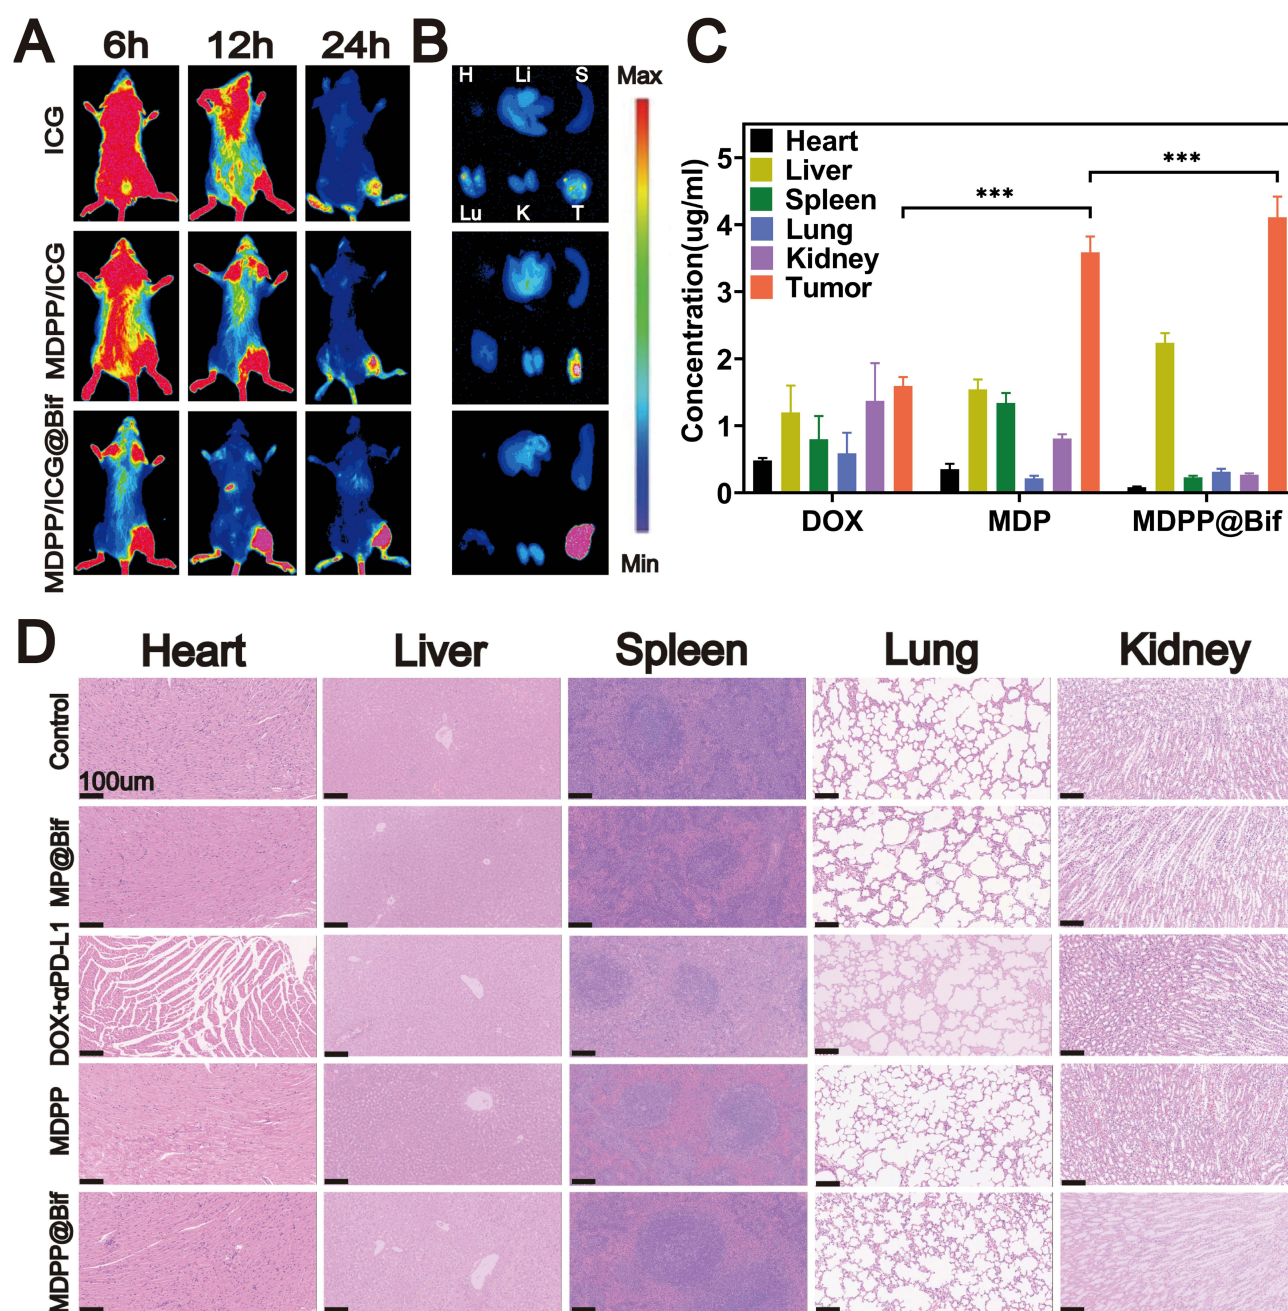 A
6h
12h
24h
ICG
MDPP/ICG
MDPP/ICG@Bif
B
H
Li
S
Lu
K
T
Max
Min
C
Heart
Liver
Spleen
Lung
Kidney
Tumor
***
***
Concentration(ug/ml)
5
4
3
2
1
0
DOX
MDP
MDPP@Bif
D
Heart
Liver
Spleen
Lung
Kidney
Control
100um
MP@Bif
DOX+αPD-L1
MDPP
MDPP@Bif